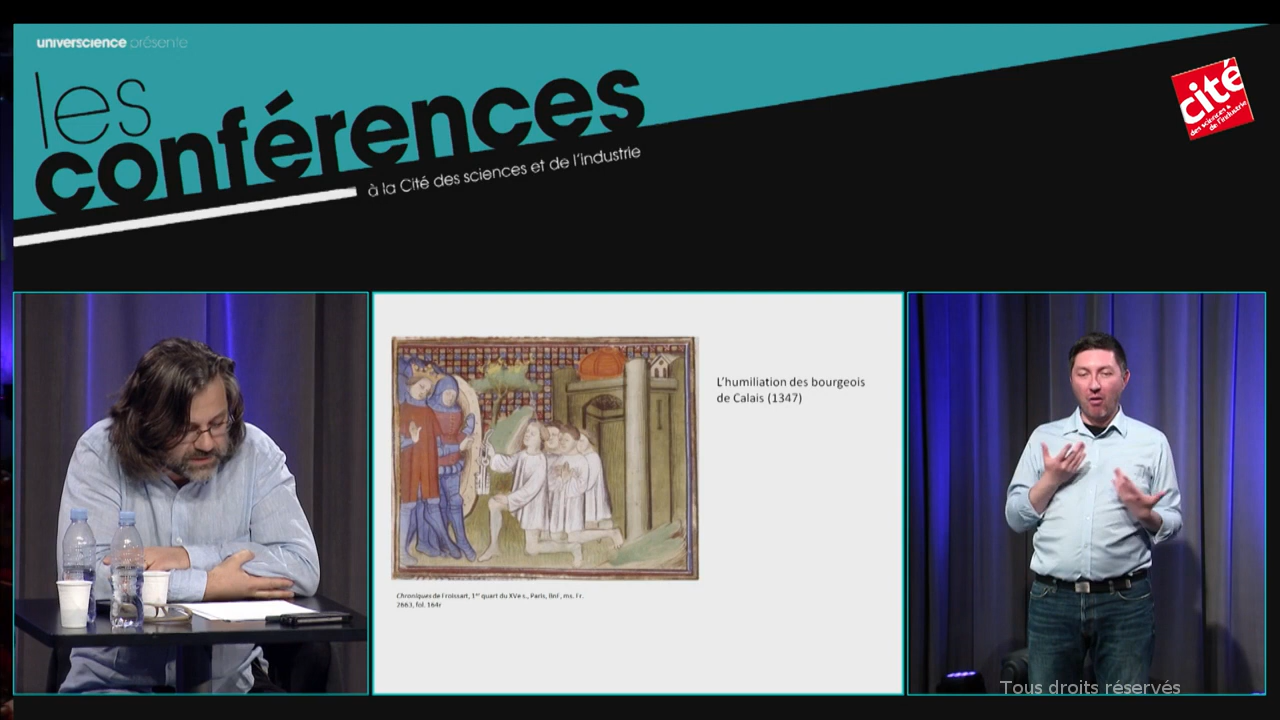 universcience présente
les
conférences
à la Cité des sciences et de l'industrie
cité
des sciences &
de l'industrie
L'humiliation des bourgeois
de Calais (1347)
Chroniques de Froissart, 1er quart du XVe s., Paris, BnF, ms. Fr.
2663, fol. 164r
Tous droits réservés